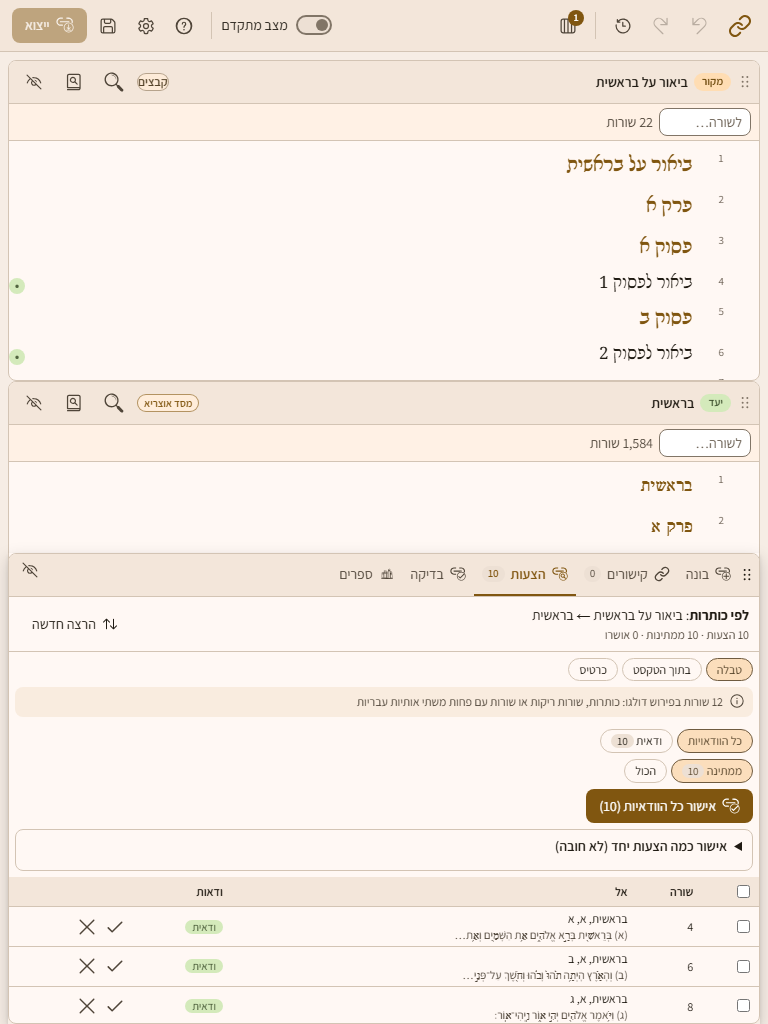 1
מצב מתקדם
ייצוא
מקור
ביאור על בראשית
קבצים
לשורה...
22 שורות
1
ביאור על בראשית
2
פרק א
3
פסוק א
4
ביאור לפסוק 1
5
פסוק ב
6
ביאור לפסוק 2
יעד
בראשית
מסד אוצריא
לשורה...
1,584 שורות
1
בראשית
2
פרק א
בונה
קישורים
0
הצעות
10
בדיקה
ספרים
לפי כותרות: ביאור על בראשית ← בראשית
10 הצעות · 10 ממתינות · 0 אושרו
הרצה חדשה
טבלה
בתוך הטקסט
כרטיס
12 שורות בפירוש דולגו: כותרות, שורות ריקות או שורות עם פחות משתי אותיות עבריות
כל הוודאויות
ודאית 10
ממתינה 10
הכול
אישור כל הוודאיות (10)
אישור כמה הצעות יחד (לא חובה)
שורה
אל
ודאות
4
בראשית, א, א
(א) בְּרֵאשִׁ֖ית בָּרָ֣א אֱלֹהִ֑ים אֵ֥ת הַשָּׁמַ֖יִם וְאֵ֥ת...
ודאית
6
בראשית, א, ב
(ב) וְהָאָ֗רֶץ הָיְתָ֥ה תֹ֙הוּ֙ וָבֹ֔הוּ וְחֹ֖שֶׁךְ עַל־פְּנֵ֣י...
ודאית
8
בראשית, א, ג
(ג) וַיֹּ֥אמֶר אֱלֹהִ֖ים יְהִ֣י א֑וֹר וַֽיְהִי־אֽוֹר׃
ודאית